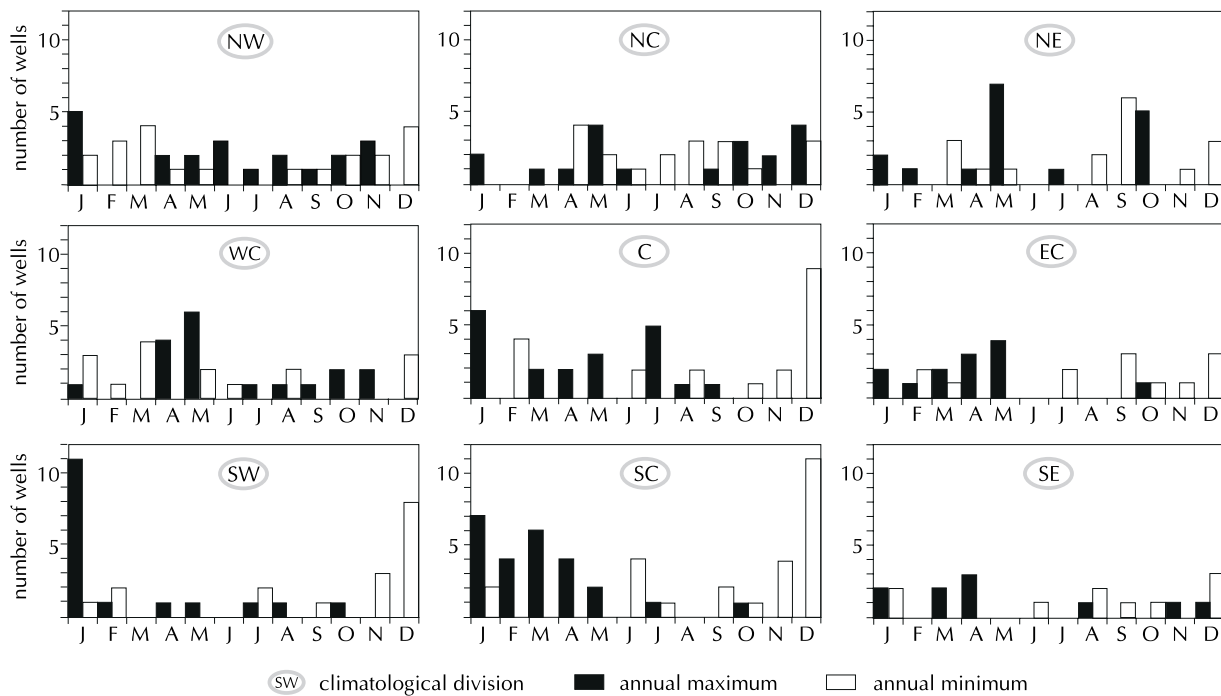 NW
NC
NE
number of wells
10
5
J F M A M J J A S O N D
10
5
J F M A M J J A S O N D
10
5
J F M A M J J A S O N D
WC
C
EC
number of wells
10
5
J F M A M J J A S O N D
10
5
J F M A M J J A S O N D
10
5
J F M A M J J A S O N D
SW
SC
SE
number of wells
10
5
J F M A M J J A S O N D
10
5
J F M A M J J A S O N D
10
5
J F M A M J J A S O N D
SW climatological division annual maximum annual minimum